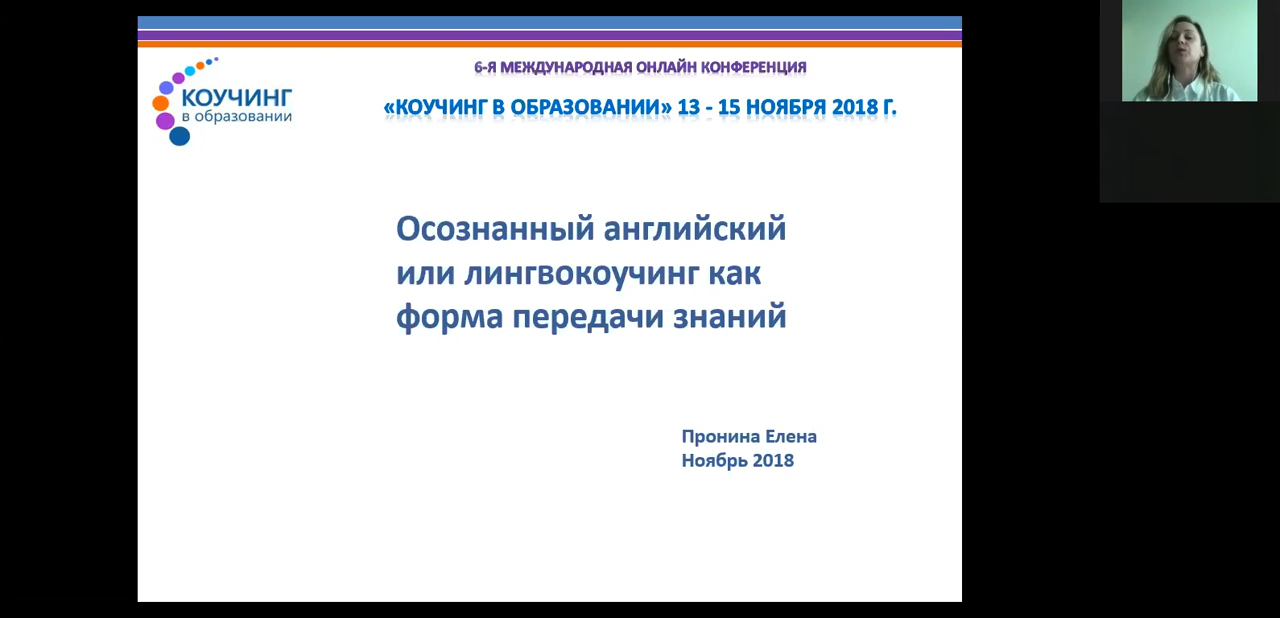 6-Я МЕЖДУНАРОДНАЯ ОНЛАЙН КОНФЕРЕНЦИЯ
КОУЧИНГ
в образовании
«КОУЧИНГ В ОБРАЗОВАНИИ» 13 - 15 НОЯБРЯ 2018 Г.
Осознанный английский
или лингвокоучинг как
форма передачи знаний
Пронина Елена
Ноябрь 2018